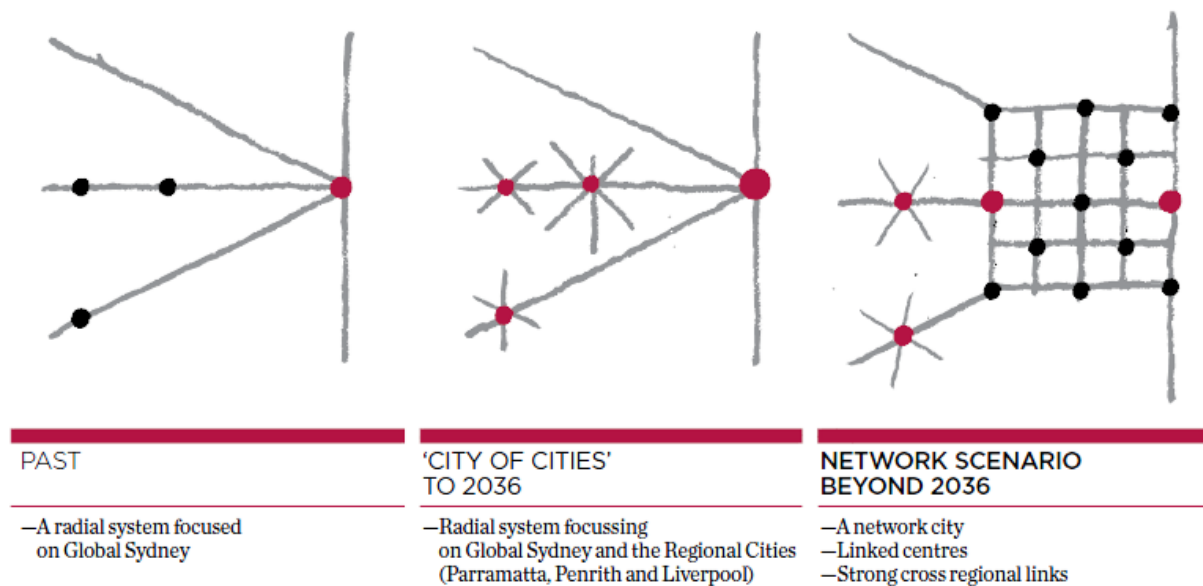 PAST
—A radial system focused
on Global Sydney
‘CITY OF CITIES’
TO 2036
—Radial system focussing
on Global Sydney and the Regional Cities
(Parramatta, Penrith and Liverpool)
NETWORK SCENARIO
BEYOND 2036
—A network city
—Linked centres
—Strong cross regional links